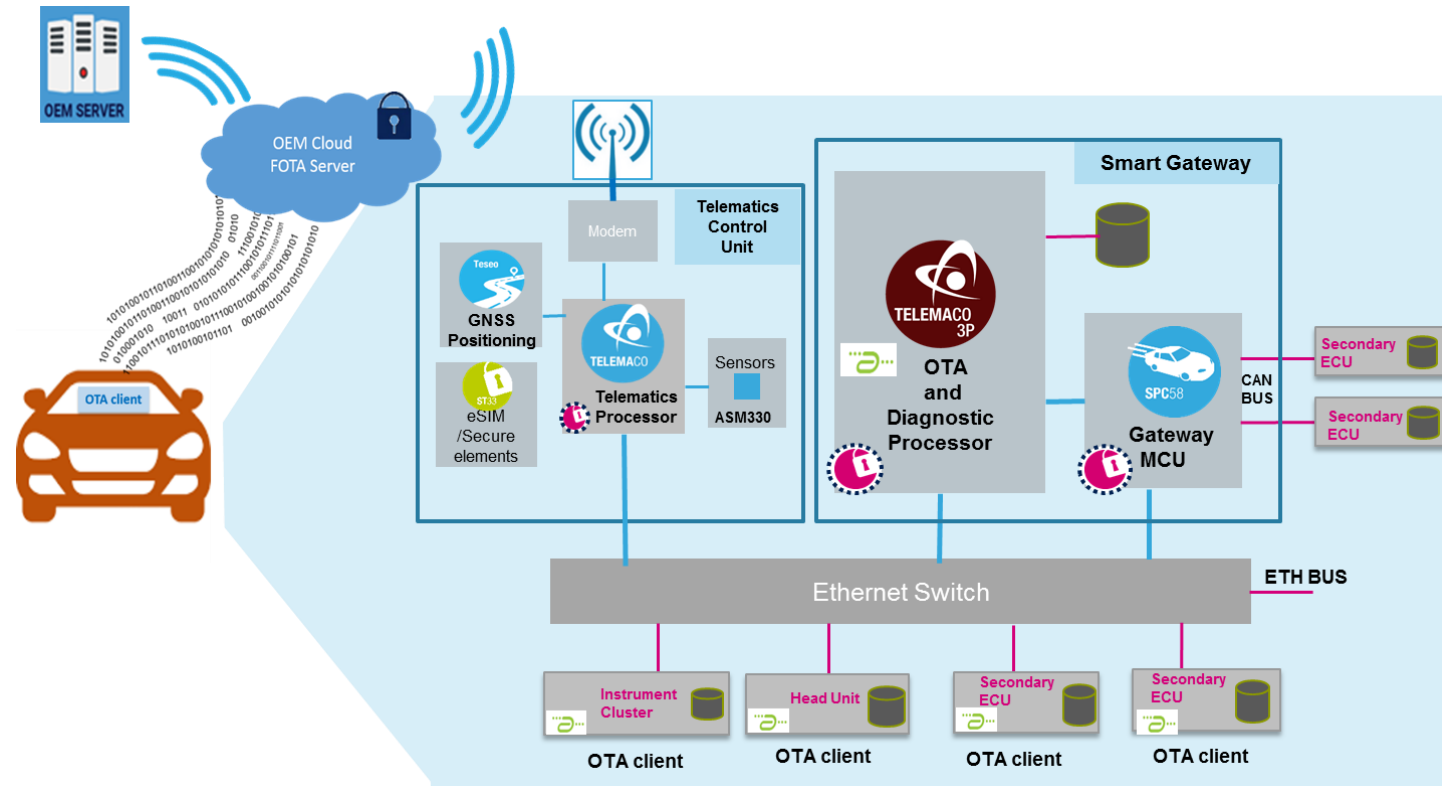 OEM SERVER
OEM Cloud
FOTA Server
OTA client
Telematics
Control
Unit
Modem
Teseo
GNSS
Positioning
ST33
eSIM
/Secure
elements
TELEMACO
Telematics
Processor
Sensors
ASM330
Smart Gateway
TELEMACO
3P
OTA
and
Diagnostic
Processor
SPC58
Gateway
MCU
CAN
BUS
Secondary
ECU
Secondary
ECU
Ethernet Switch
ETH BUS
Instrument
Cluster
OTA client
Head Unit
OTA client
Secondary
ECU
OTA client
Secondary
ECU
OTA client